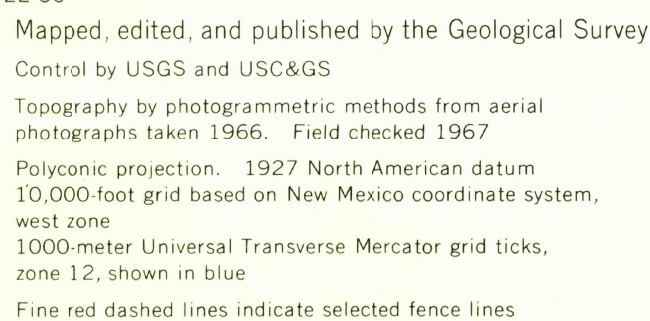 Mapped, edited, and published by the Geological Survey
Control by USGS and USC&GS
Topography by photogrammetric methods from aerial
photographs taken 1966. Field checked 1967
Polyconic projection. 1927 North American datum
10,000-foot grid based on New Mexico coordinate system,
west zone
1000-meter Universal Transverse Mercator grid ticks,
zone 12, shown in blue
Fine red dashed lines indicate selected fence lines